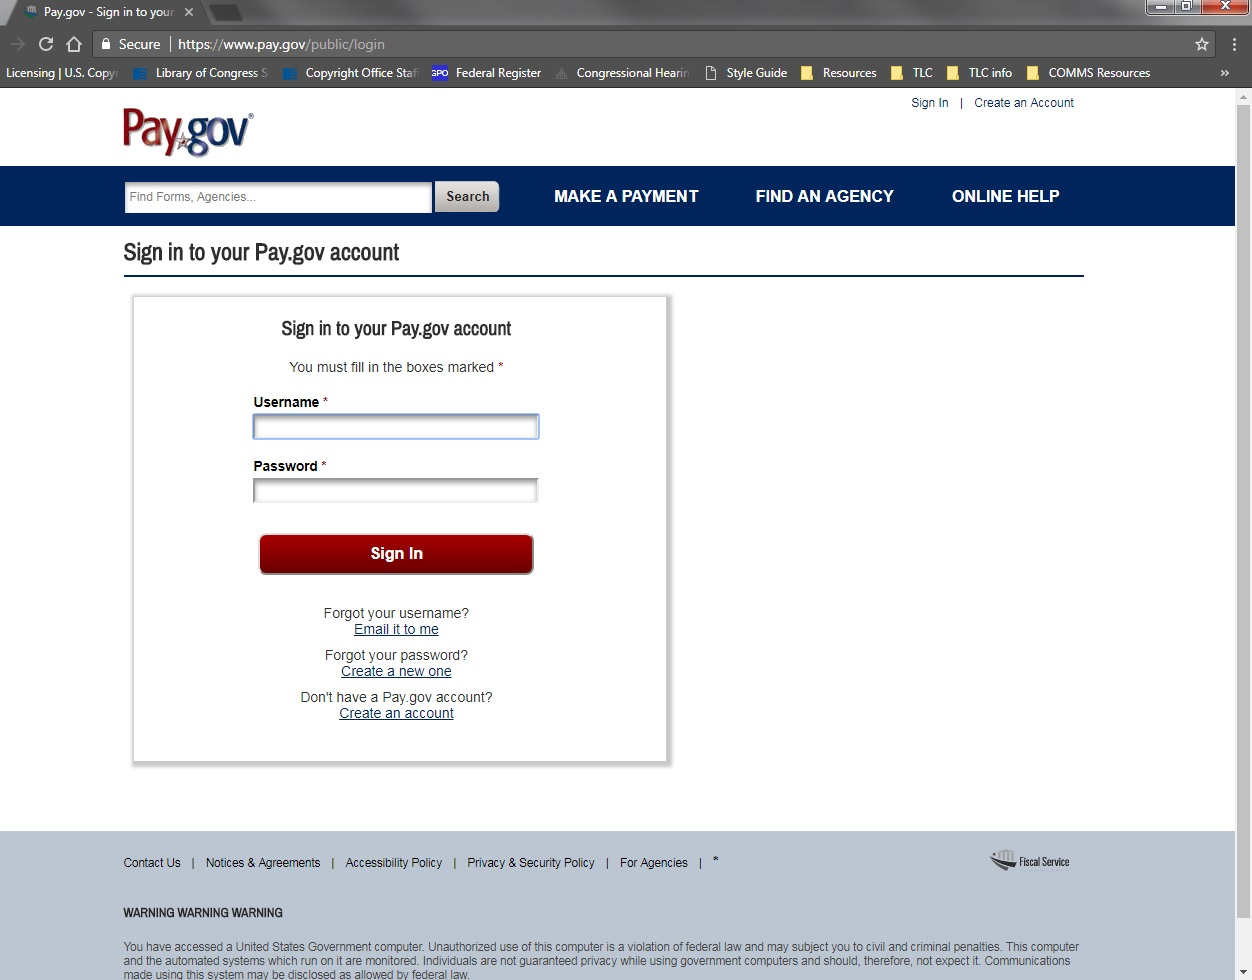 Pay.gov - Sign in to your
Secure | https://www.pay.gov/public/login
Licensing | U.S. Copyr Library of Congress S Copyright Office Staf GPO Federal Register Congressional Hearin Style Guide Resources TLC TLC info COMMS Resources »
Sign In | Create an Account
Pay.gov®
Find Forms, Agencies... Search MAKE A PAYMENT FIND AN AGENCY ONLINE HELP
Sign in to your Pay.gov account
Sign in to your Pay.gov account
You must fill in the boxes marked *
Username *
Password *
Sign In
Forgot your username?
Email it to me
Forgot your password?
Create a new one
Don't have a Pay.gov account?
Create an account
Contact Us | Notices & Agreements | Accessibility Policy | Privacy & Security Policy | For Agencies | *
Fiscal Service
WARNING WARNING WARNING
You have accessed a United States Government computer. Unauthorized use of this computer is a violation of federal law and may subject you to civil and criminal penalties. This computer
and the automated systems which run on it are monitored. Individuals are not guaranteed privacy while using government computers and should, therefore, not expect it. Communications
made using this system may be disclosed as allowed by federal law.